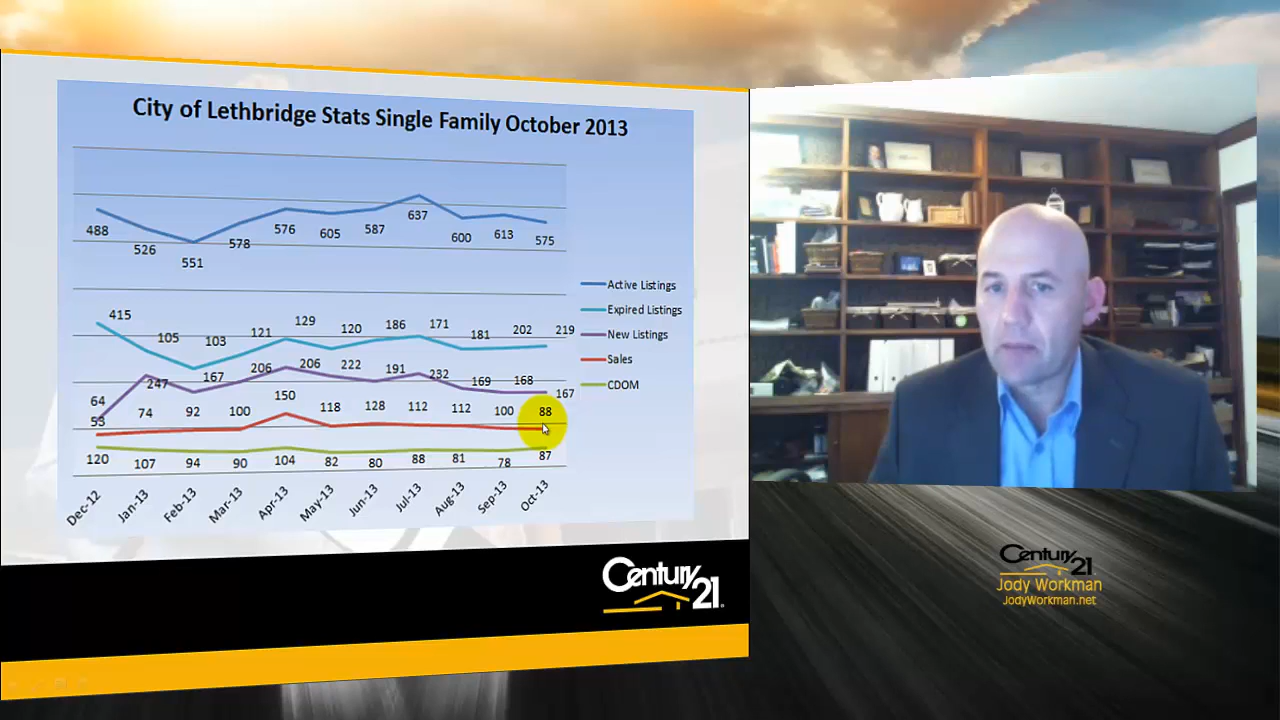 City of Lethbridge Stats Single Family October 2013
488 526 551 578 576 605 587 637 600 613 575
415 105 103 121 129 120 186 171 181 202 219
64 247 167 206 206 222 191 232 169 168 167
53 74 92 100 150 118 128 112 112 100 88
120 107 94 90 104 82 80 88 81 78 87
Dec-12 Jan-13 Feb-13 Mar-13 Apr-13 May-13 Jun-13 Jul-13 Aug-13 Sep-13 Oct-13
Active Listings
Expired Listings
New Listings
Sales
CDOM
Century 21
Century 21
Jody Workman
JodyWorkman.net